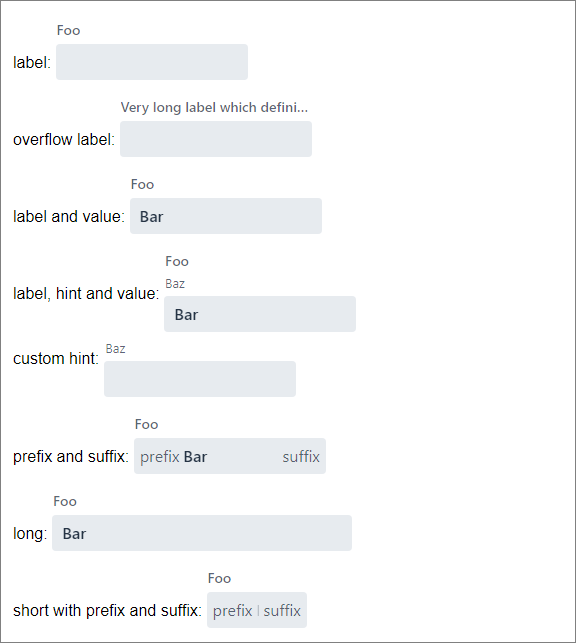 Foo
label:
Very long label which defini...
overflow label:
Foo
label and value: Bar
Foo
Baz
label, hint and value: Bar
Baz
custom hint:
Foo
prefix and suffix: prefix Bar suffix
Foo
long: Bar
Foo
short with prefix and suffix: prefix suffix